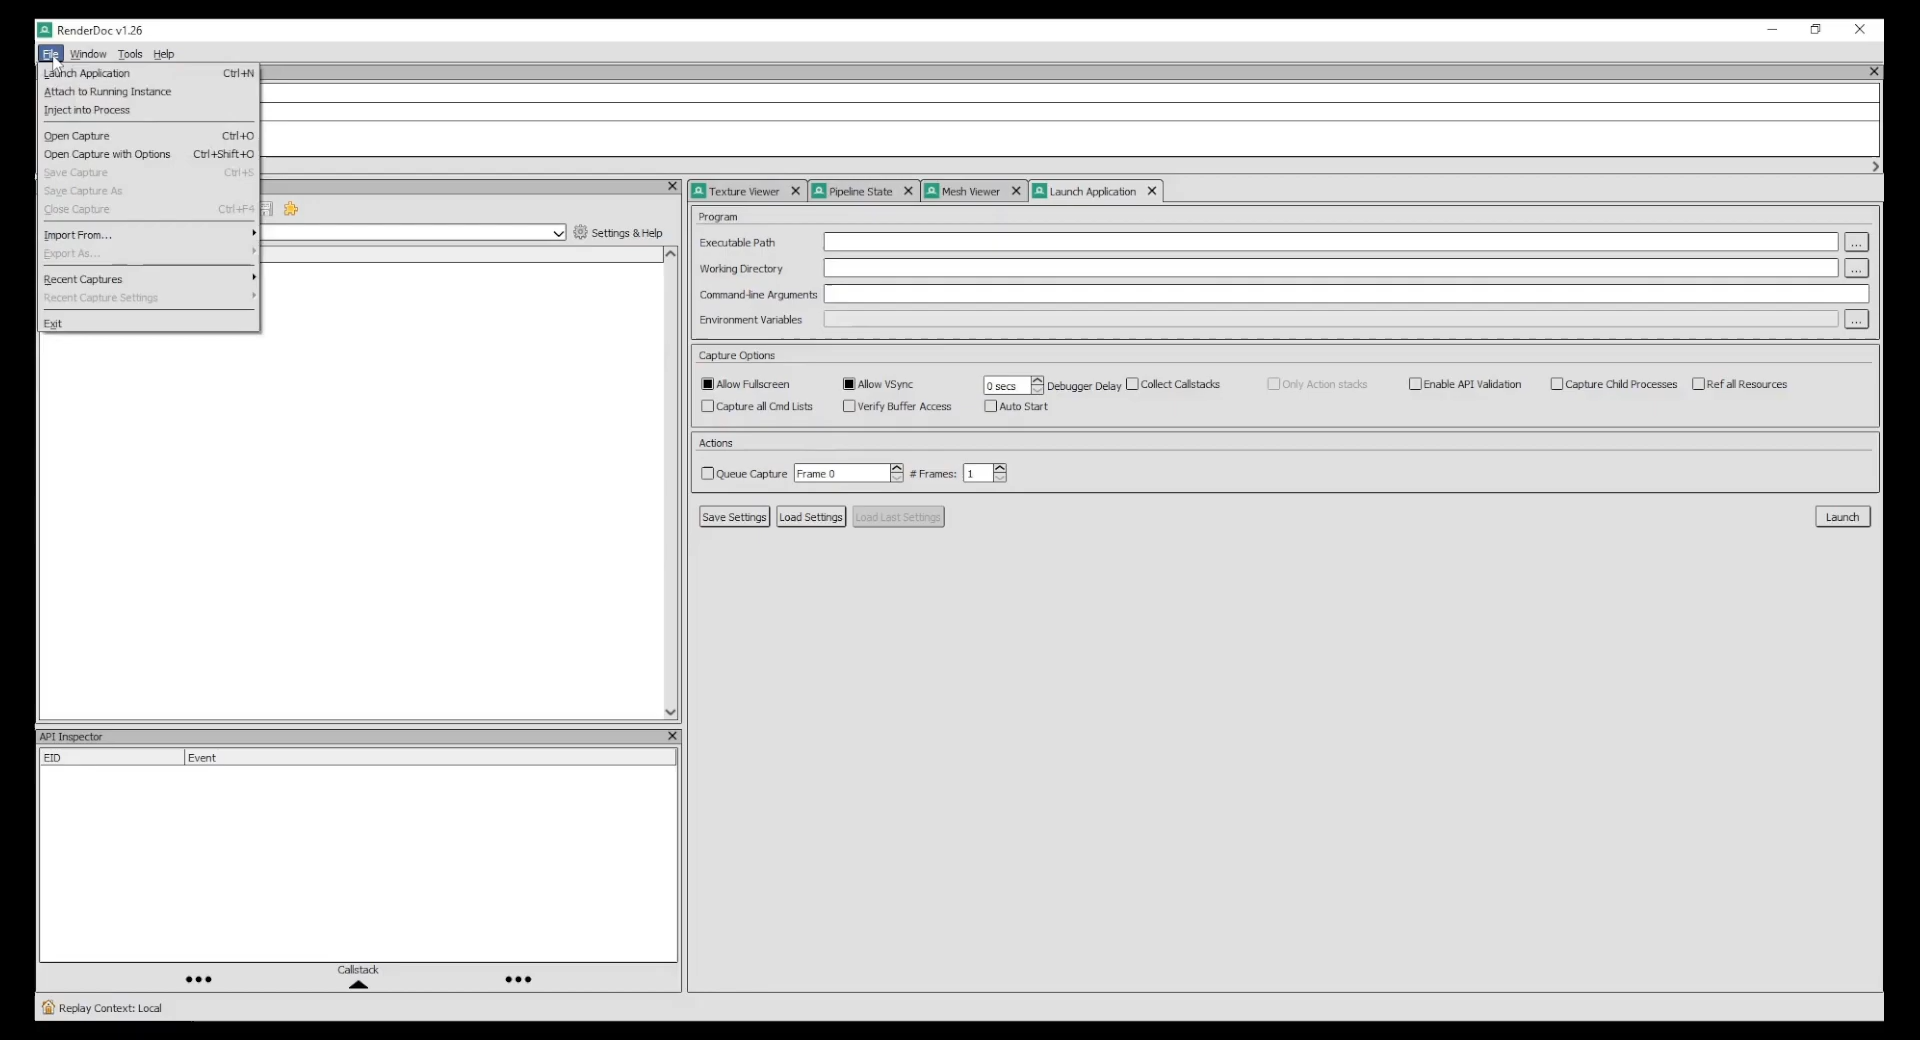 RenderDoc v1.26
File Window Tools Help
Launch Application Ctrl+N
Attach to Running Instance
Inject into Process
Open Capture Ctrl+O
Open Capture with Options Ctrl+Shift+O
Save Capture Ctrl+S
Save Capture As
Close Capture Ctrl+F4
Import From...
Export As...
Recent Captures
Recent Capture Settings
Exit
Settings & Help
API Inspector
EID Event
Callstack
Texture Viewer Pipeline State Mesh Viewer Launch Application
Program
Executable Path ...
Working Directory ...
Command-line Arguments
Environment Variables ...
Capture Options
Allow Fullscreen Allow VSync 0 secs Debugger Delay Collect Callstacks Only Action stacks Enable API Validation Capture Child Processes Ref all Resources
Capture all Cmd Lists Verify Buffer Access Auto Start
Actions
Queue Capture Frame 0 # Frames: 1
Save Settings Load Settings Load Last Settings Launch
Replay Context: Local